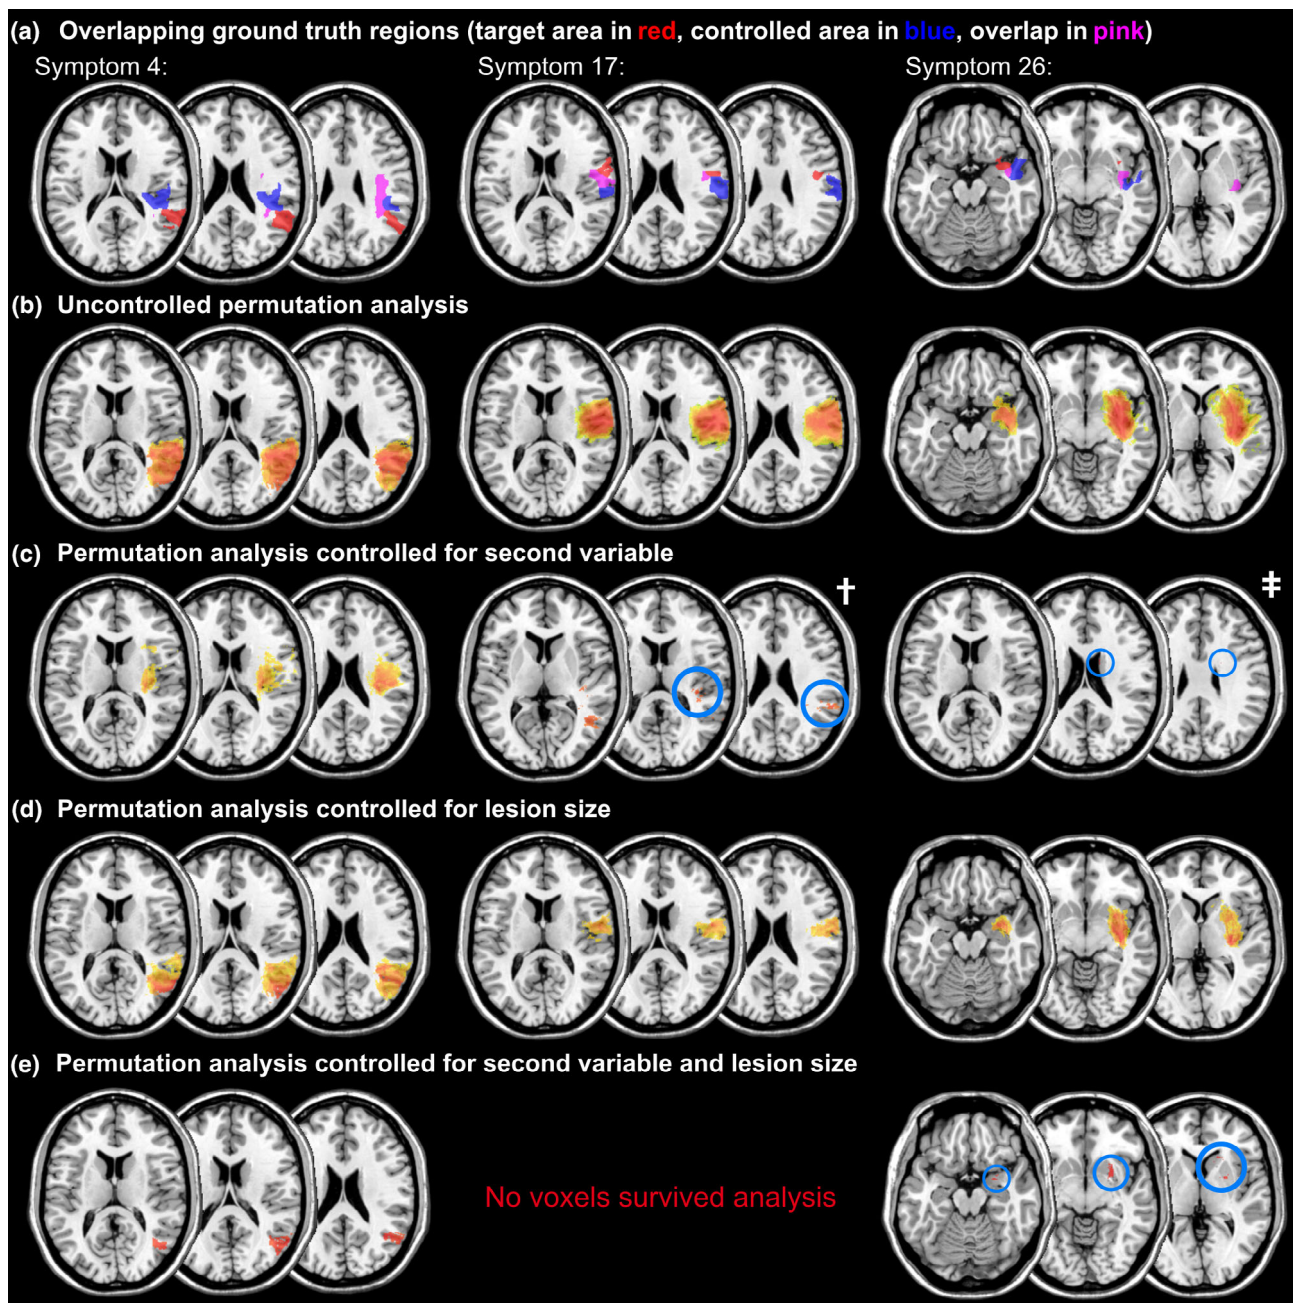 (a) Overlapping ground truth regions (target area in red, controlled area in blue, overlap in pink)
Symptom 4: Symptom 17: Symptom 26:
(b) Uncontrolled permutation analysis
(c) Permutation analysis controlled for second variable
† ‡
(d) Permutation analysis controlled for lesion size
(e) Permutation analysis controlled for second variable and lesion size
No voxels survived analysis